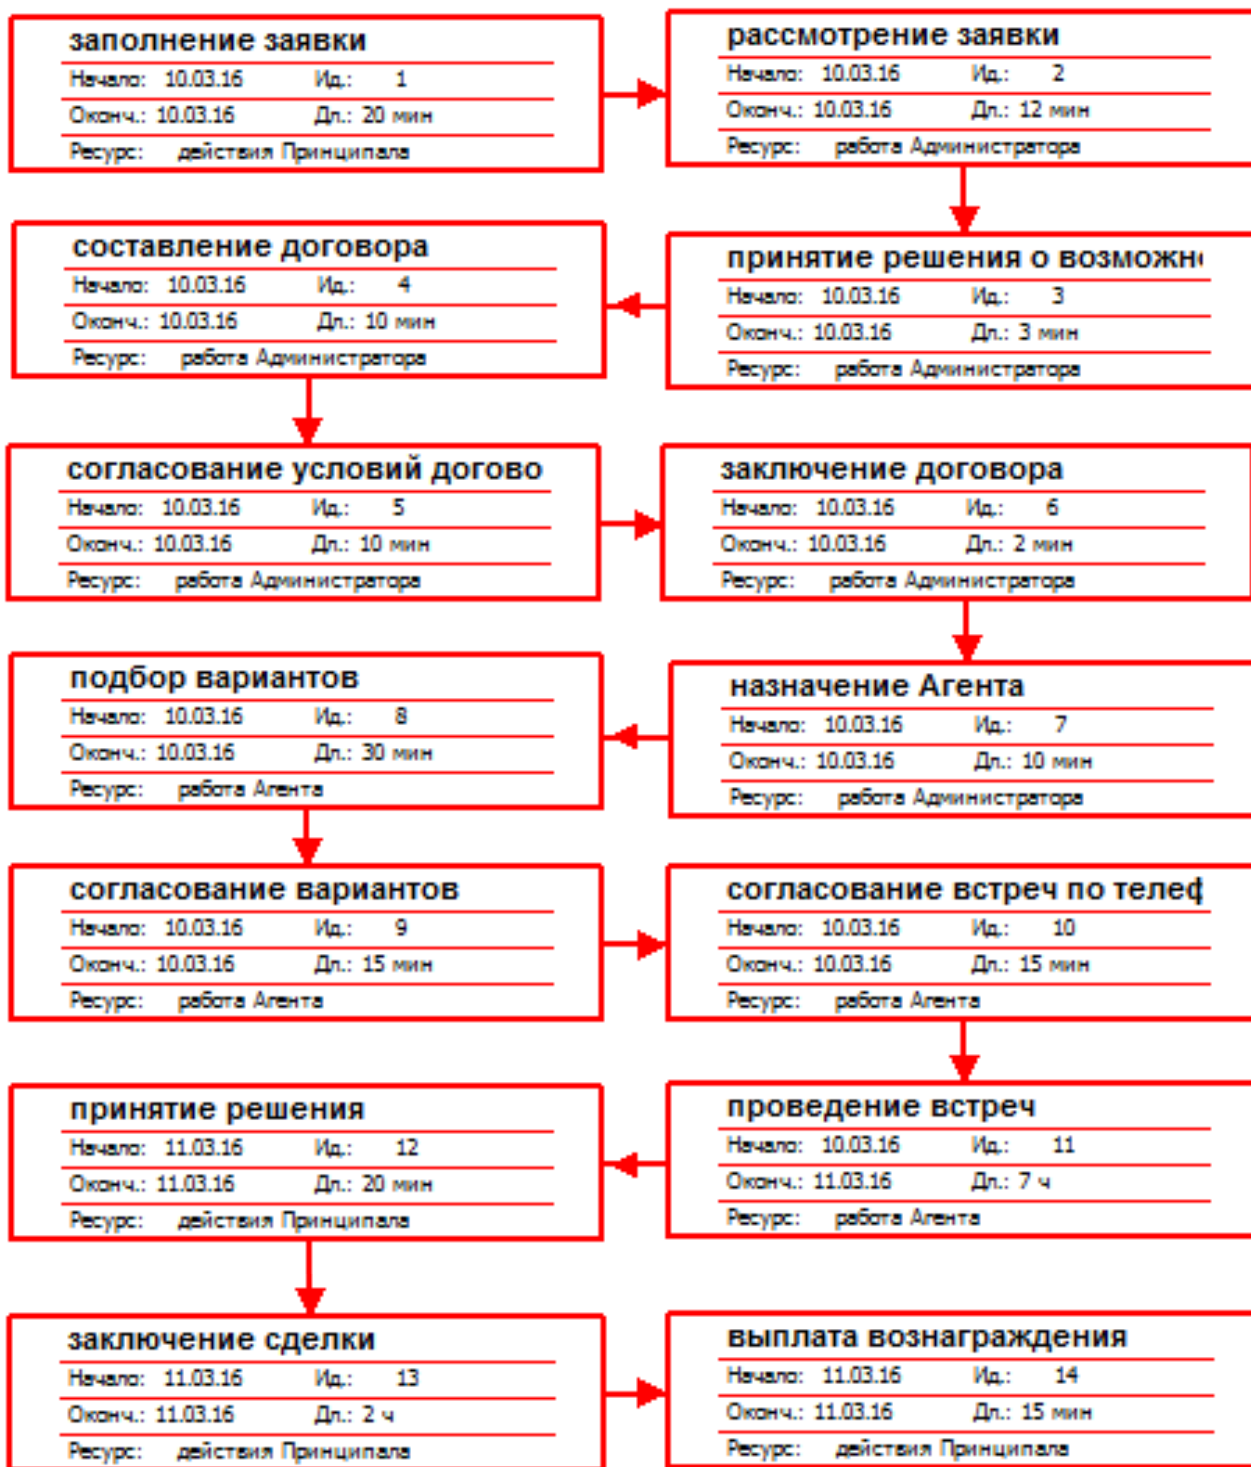 заполнение заявки
Начало: 10.03.16 Ид.: 1
Оконч.: 10.03.16 Дл.: 20 мин
Ресурс: действия Принципала
рассмотрение заявки
Начало: 10.03.16 Ид.: 2
Оконч.: 10.03.16 Дл.: 12 мин
Ресурс: работа Администратора
принятие решения о возможн
Начало: 10.03.16 Ид.: 3
Оконч.: 10.03.16 Дл.: 3 мин
Ресурс: работа Администратора
составление договора
Начало: 10.03.16 Ид.: 4
Оконч.: 10.03.16 Дл.: 10 мин
Ресурс: работа Администратора
согласование условий догово
Начало: 10.03.16 Ид.: 5
Оконч.: 10.03.16 Дл.: 10 мин
Ресурс: работа Администратора
заключение договора
Начало: 10.03.16 Ид.: 6
Оконч.: 10.03.16 Дл.: 2 мин
Ресурс: работа Администратора
назначение Агента
Начало: 10.03.16 Ид.: 7
Оконч.: 10.03.16 Дл.: 10 мин
Ресурс: работа Администратора
подбор вариантов
Начало: 10.03.16 Ид.: 8
Оконч.: 10.03.16 Дл.: 30 мин
Ресурс: работа Агента
согласование вариантов
Начало: 10.03.16 Ид.: 9
Оконч.: 10.03.16 Дл.: 15 мин
Ресурс: работа Агента
согласование встреч по телеф
Начало: 10.03.16 Ид.: 10
Оконч.: 10.03.16 Дл.: 15 мин
Ресурс: работа Агента
проведение встреч
Начало: 10.03.16 Ид.: 11
Оконч.: 11.03.16 Дл.: 7 ч
Ресурс: работа Агента
принятие решения
Начало: 11.03.16 Ид.: 12
Оконч.: 11.03.16 Дл.: 20 мин
Ресурс: действия Принципала
заключение сделки
Начало: 11.03.16 Ид.: 13
Оконч.: 11.03.16 Дл.: 2 ч
Ресурс: действия Принципала
выплата вознаграждения
Начало: 11.03.16 Ид.: 14
Оконч.: 11.03.16 Дл.: 15 мин
Ресурс: действия Принципала